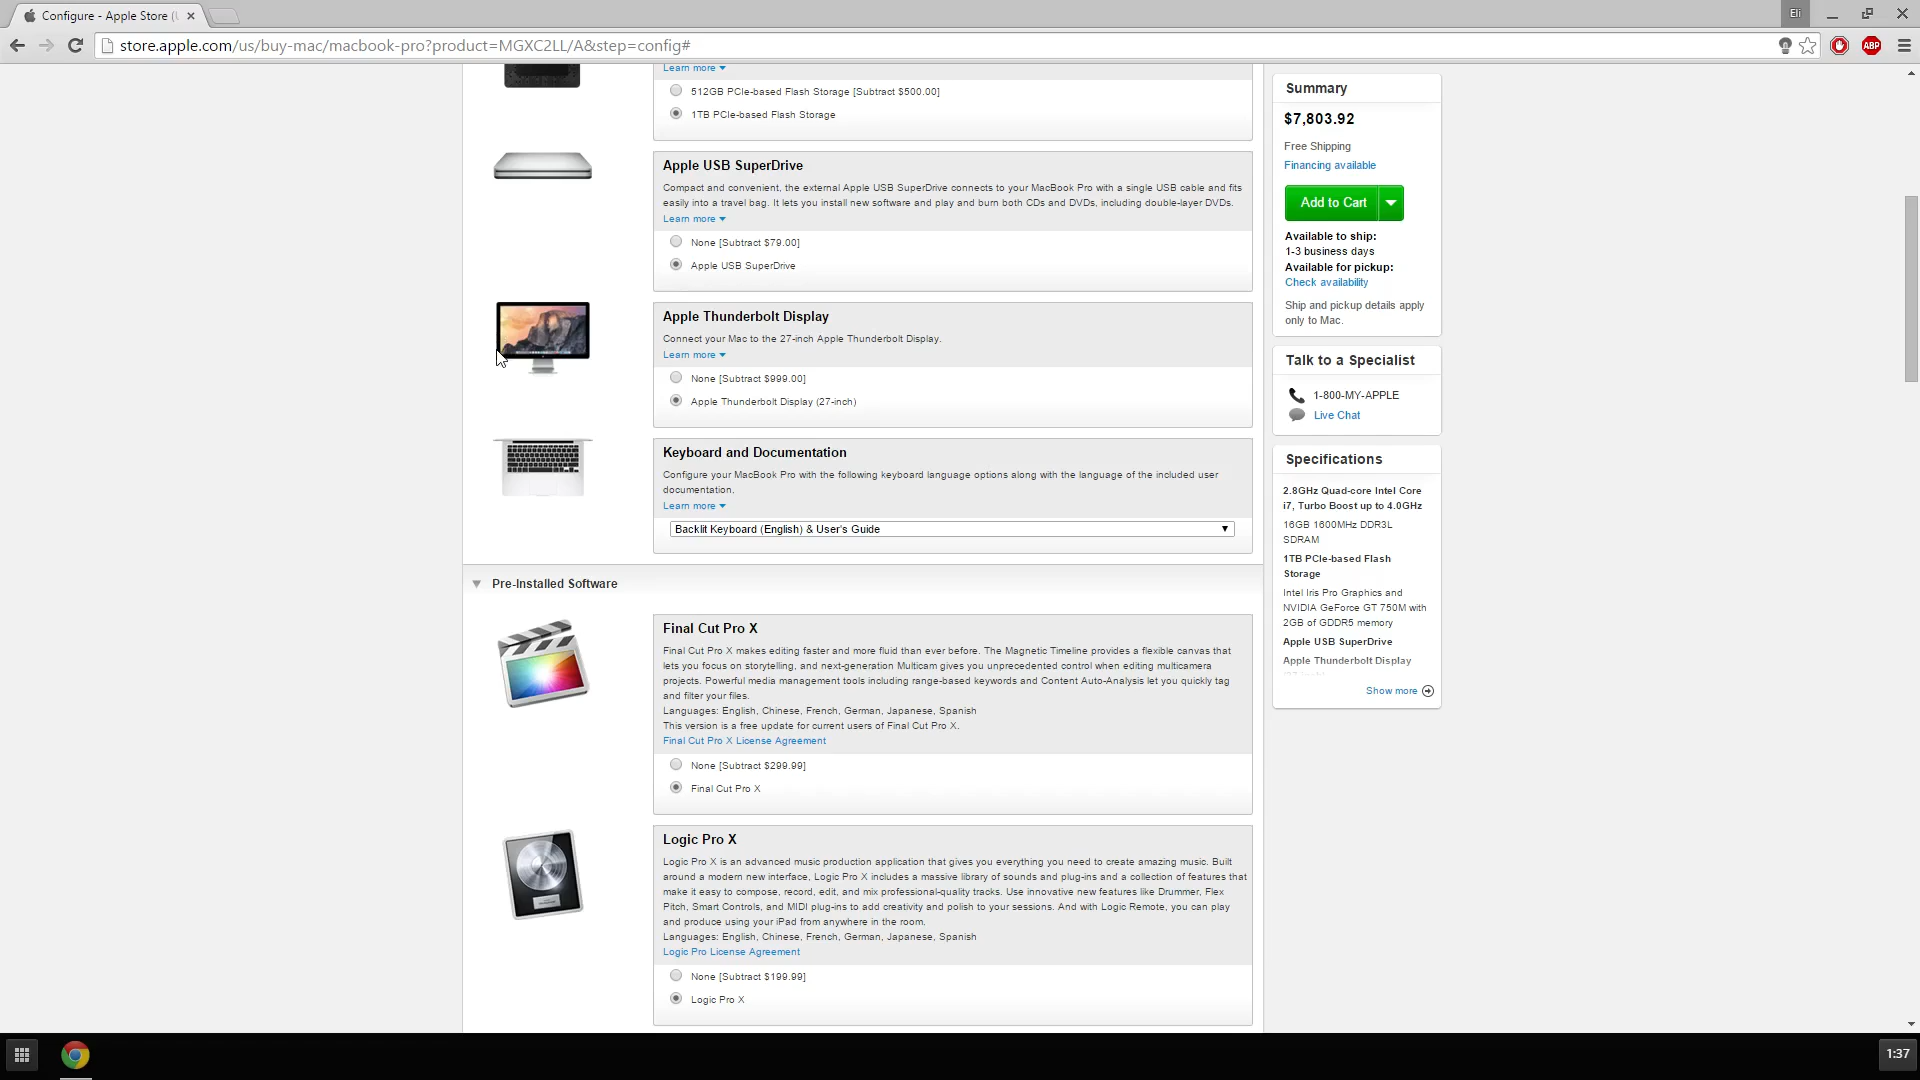 Configure - Apple Store (
Eli
store.apple.com/us/buy-mac/macbook-pro?product=MGXC2LL/A&step=config#
ABP
Learn more
512GB PCIe-based Flash Storage [Subtract $500.00]
1TB PCIe-based Flash Storage
Apple USB SuperDrive
Compact and convenient, the external Apple USB SuperDrive connects to your MacBook Pro with a single USB cable and fits
easily into a travel bag. It lets you install new software and play and burn both CDs and DVDs, including double-layer DVDs.
Learn more
None [Subtract $79.00]
Apple USB SuperDrive
Apple Thunderbolt Display
Connect your Mac to the 27-inch Apple Thunderbolt Display.
Learn more
None [Subtract $999.00]
Apple Thunderbolt Display (27-inch)
Keyboard and Documentation
Configure your MacBook Pro with the following keyboard language options along with the language of the included user
documentation.
Learn more
Backlit Keyboard (English) & User's Guide
Pre-Installed Software
Final Cut Pro X
Final Cut Pro X makes editing faster and more fluid than ever before. The Magnetic Timeline provides a flexible canvas that
lets you focus on storytelling, and next-generation Multicam gives you unprecedented control when editing multicamera
projects. Powerful media management tools including range-based keywords and Content Auto-Analysis let you quickly tag
and filter your files.
Languages: English, Chinese, French, German, Japanese, Spanish
This version is a free update for current users of Final Cut Pro X.
Final Cut Pro X License Agreement
None [Subtract $299.99]
Final Cut Pro X
Logic Pro X
Logic Pro X is an advanced music production application that gives you everything you need to create amazing music. Built
around a modern new interface, Logic Pro X includes a massive library of sounds and plug-ins and a collection of features that
make it easy to compose, record, edit, and mix professional-quality tracks. Use innovative new features like Drummer, Flex
Pitch, Smart Controls, and MIDI plug-ins to add creativity and polish to your sessions. And with Logic Remote, you can play
and produce using your iPad from anywhere in the room.
Languages: English, Chinese, French, German, Japanese, Spanish
Logic Pro License Agreement
None [Subtract $199.99]
Logic Pro X
Summary
$7,803.92
Free Shipping
Financing available
Add to Cart
Available to ship:
1-3 business days
Available for pickup:
Check availability
Ship and pickup details apply
only to Mac.
Talk to a Specialist
1-800-MY-APPLE
Live Chat
Specifications
2.8GHz Quad-core Intel Core
i7, Turbo Boost up to 4.0GHz
16GB 1600MHz DDR3L
SDRAM
1TB PCIe-based Flash
Storage
Intel Iris Pro Graphics and
NVIDIA GeForce GT 750M with
2GB of GDDR5 memory
Apple USB SuperDrive
Apple Thunderbolt Display
Show more
1:37